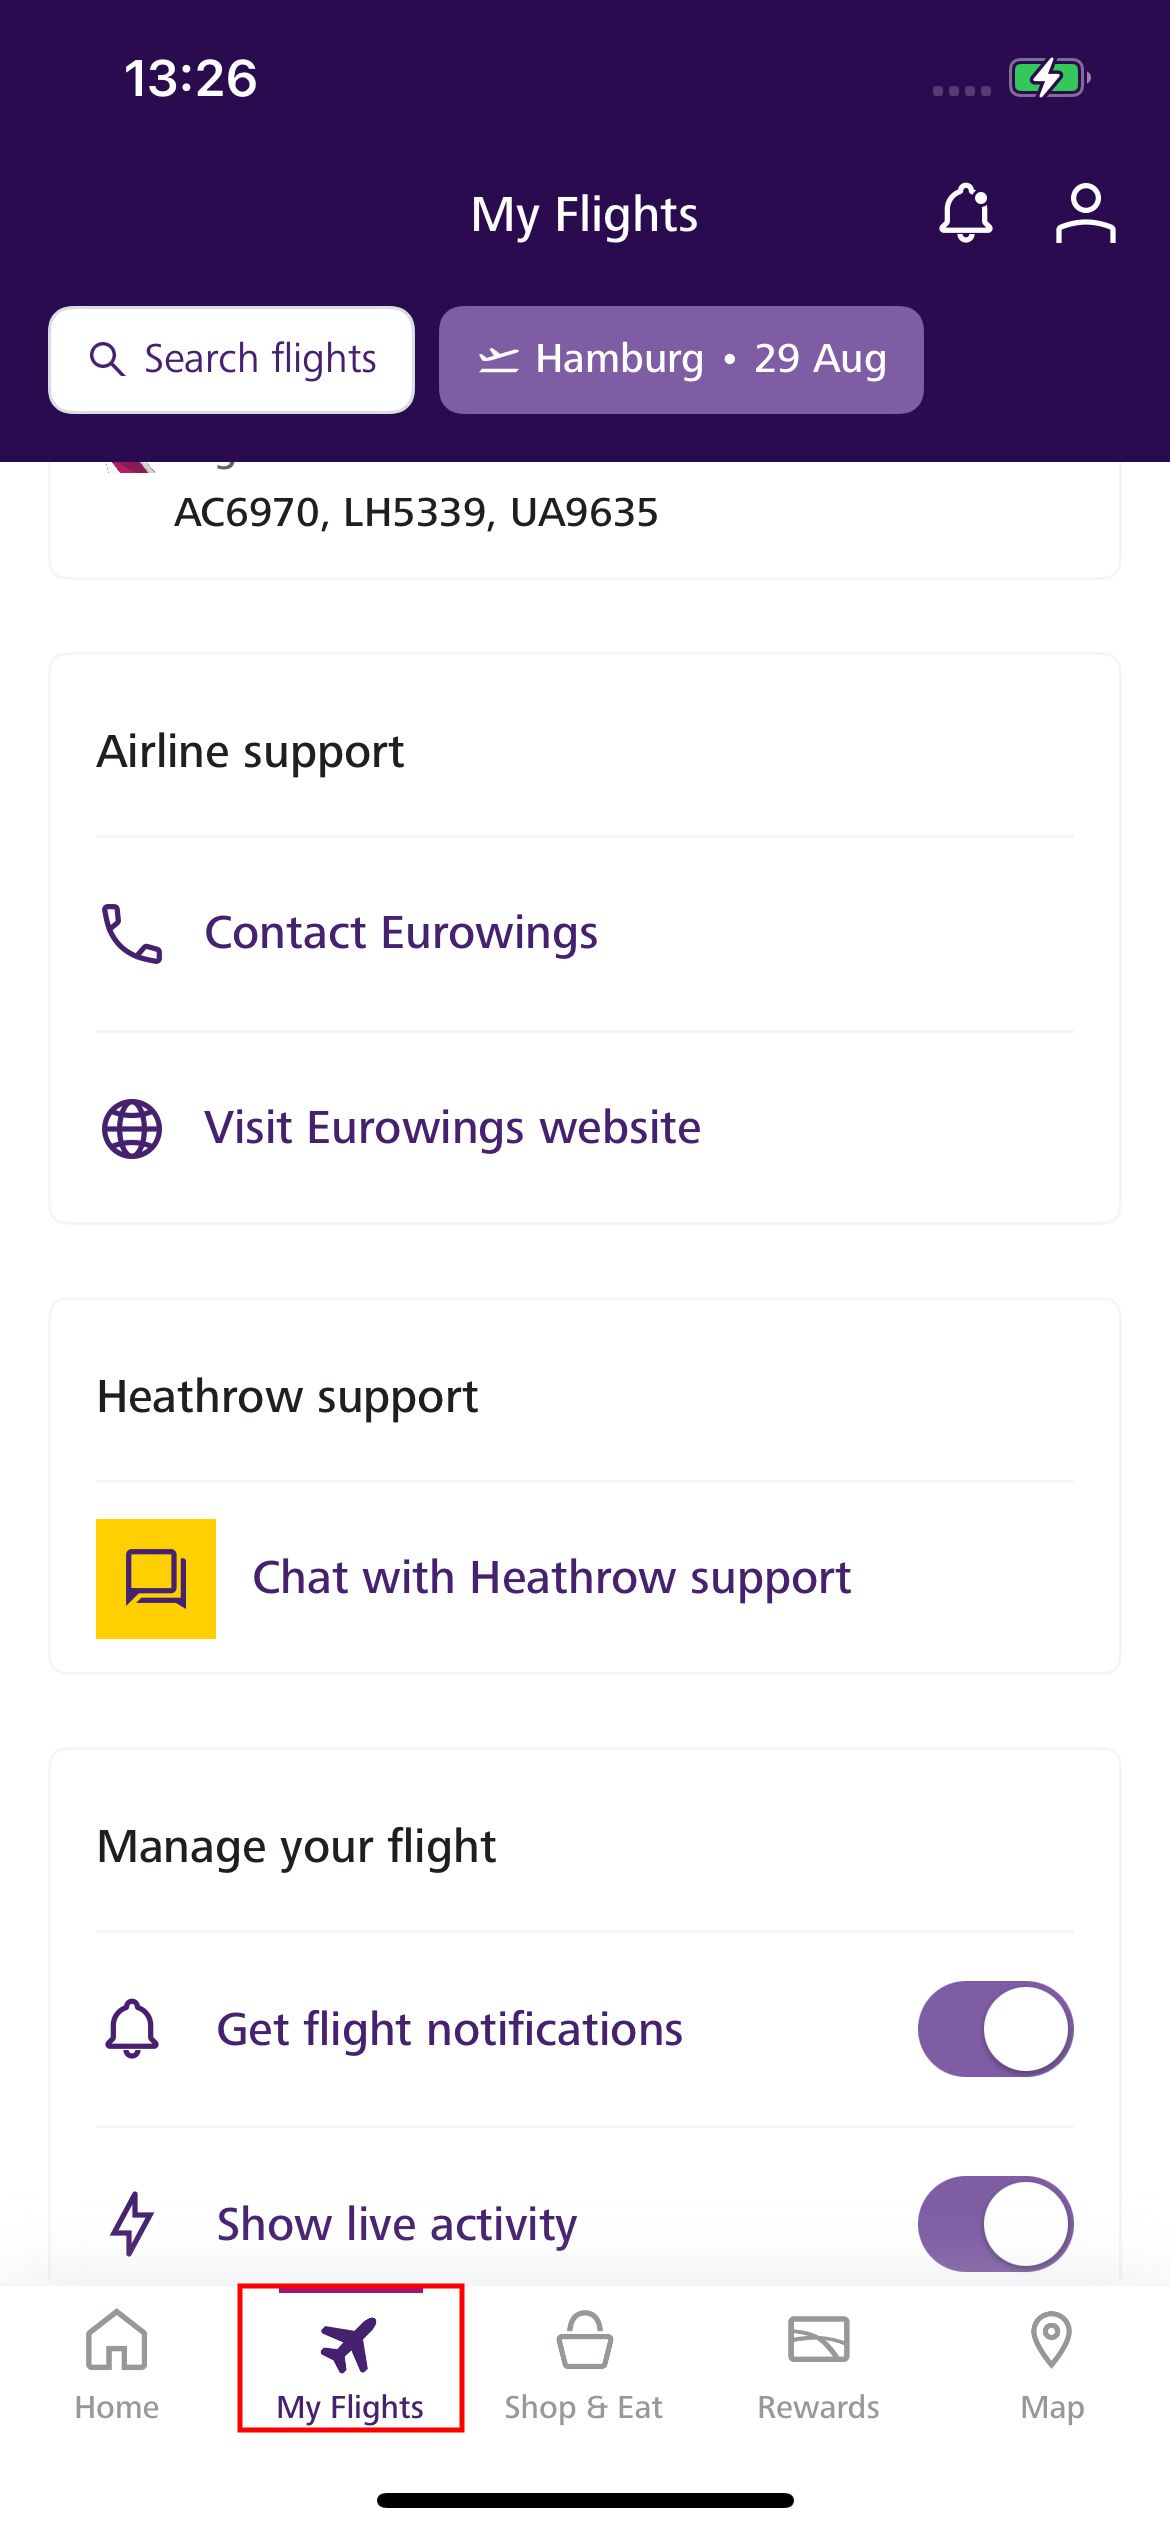 13:26
My Flights
Search flights
Hamburg • 29 Aug
AC6970, LH5339, UA9635
Airline support
Contact Eurowings
Visit Eurowings website
Heathrow support
Chat with Heathrow support
Manage your flight
Get flight notifications
Show live activity
Home
My Flights
Shop & Eat
Rewards
Map